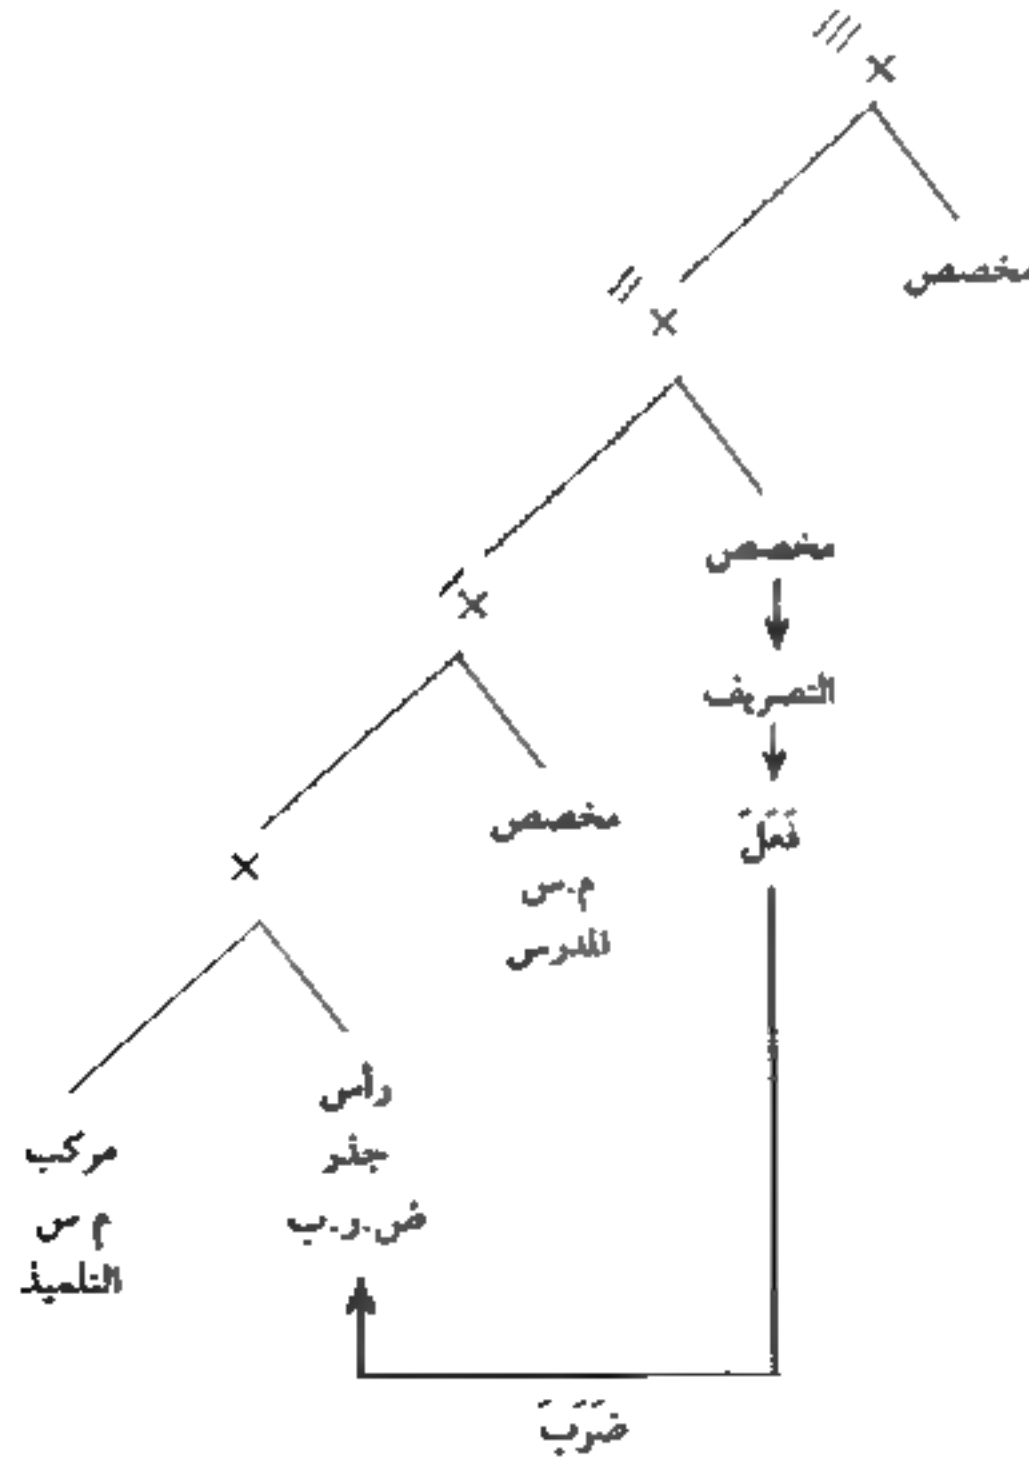 ///
×
مخصص
//
×
مخصص
/
×
التصريف
مخصص
فَعَلَ
×
م.س
المدرس
رأس
مركب
جذر
م س
ض.ر.ب
التلميذ
ضَرَبَ